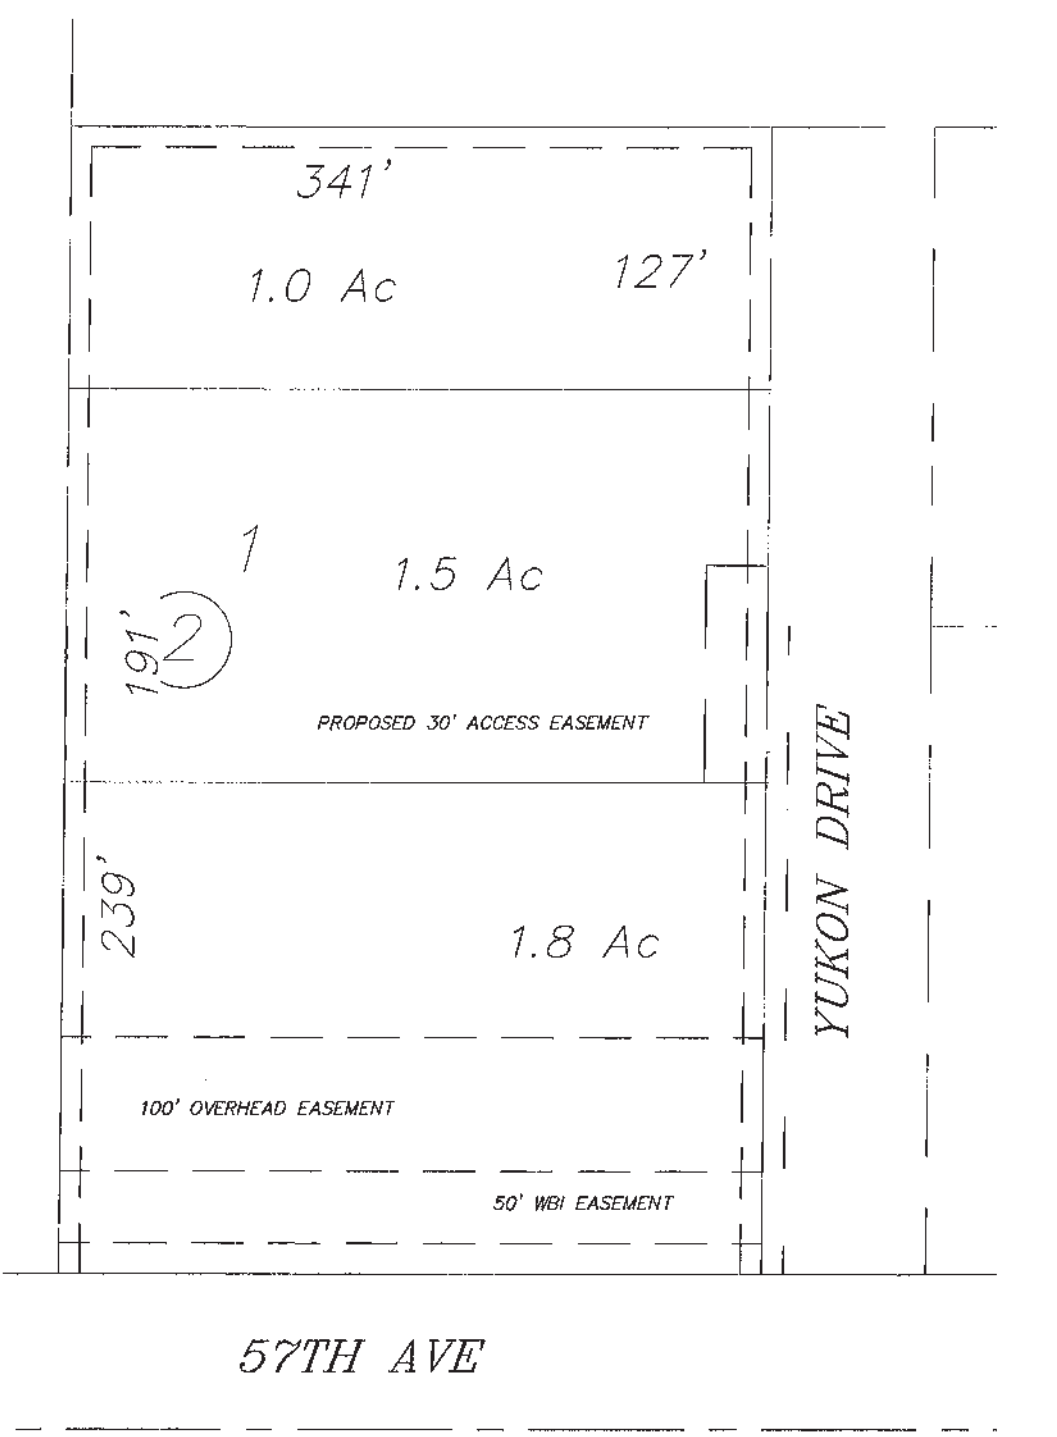 341'
1.0 Ac
127'
1
1.5 Ac
2
191'
PROPOSED 30' ACCESS EASEMENT
YUKON DRIVE
239'
1.8 Ac
100' OVERHEAD EASEMENT
50' WBI EASEMENT
57TH AVE